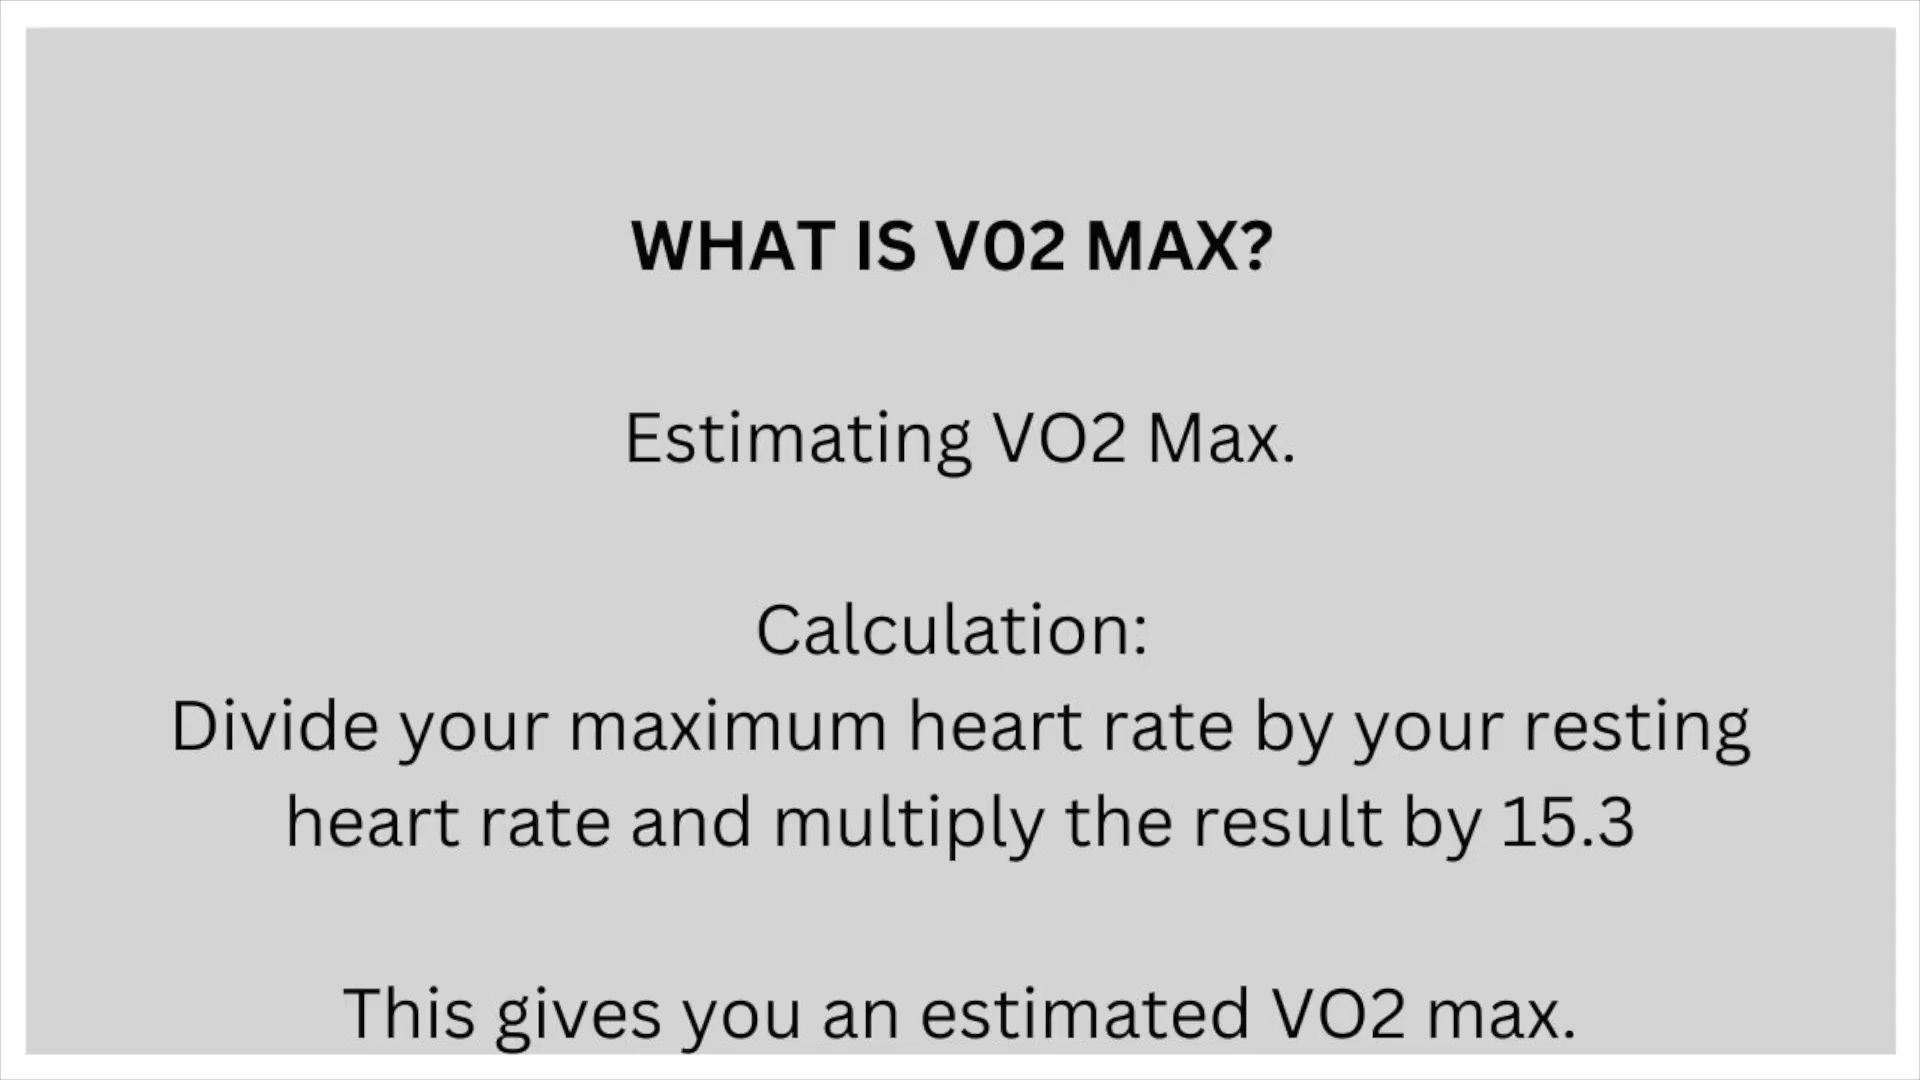 WHAT IS V02 MAX?
Estimating VO2 Max.
Calculation:
Divide your maximum heart rate by your resting
heart rate and multiply the result by 15.3
This gives you an estimated VO2 max.